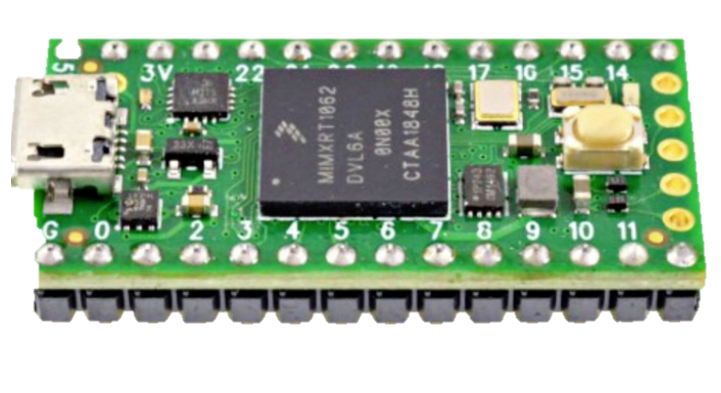 5 3V 22 17 16 15 14
MIMXRT1062
DVL6A
0N00X
CTAA1848H
33X
G 0 2 3 4 5 6 7 8 9 10 11